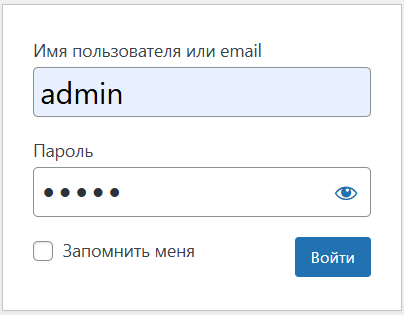 Имя пользователя или email
admin
Пароль
•••••
Запомнить меня
Войти